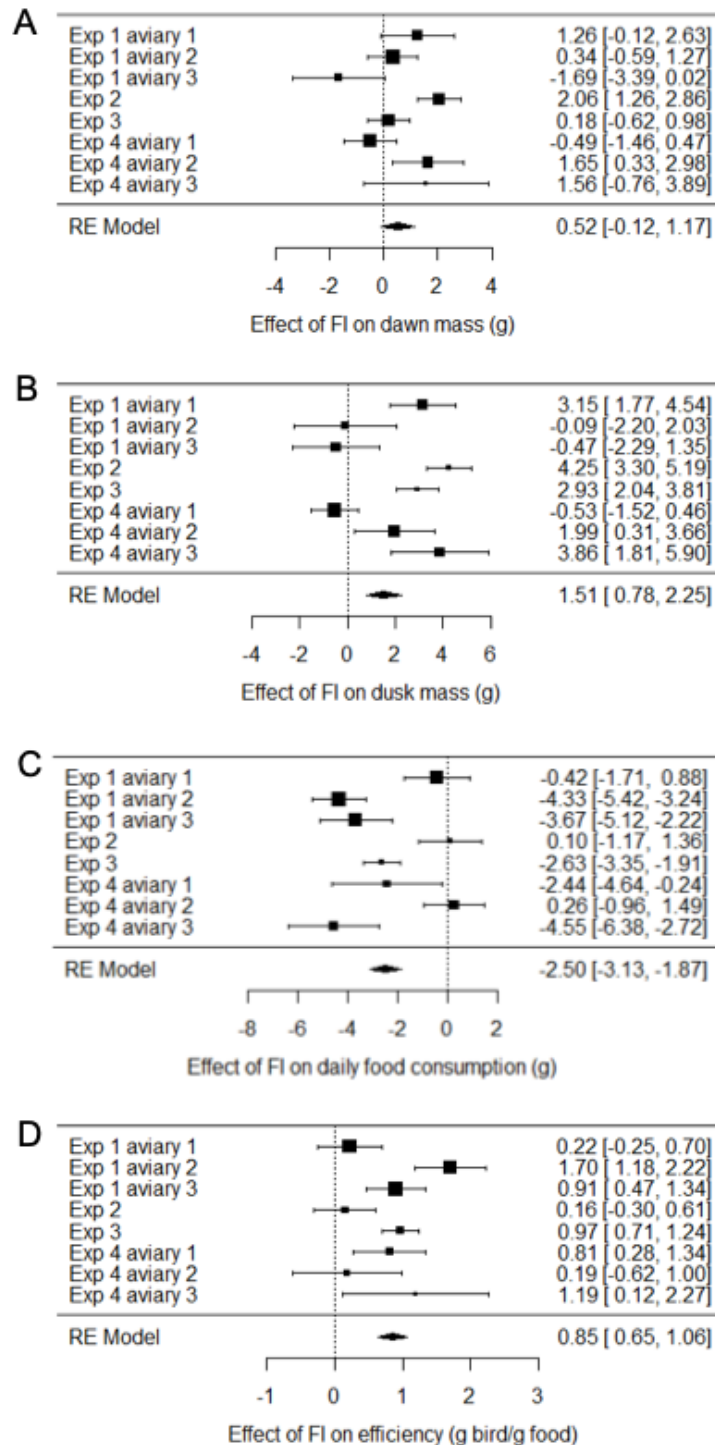 A
Exp 1 aviary 1 1.26 [-0.12, 2.63]
Exp 1 aviary 2 0.34 [-0.59, 1.27]
Exp 1 aviary 3 -1.69 [-3.39, 0.02]
Exp 2 2.06 [ 1.26, 2.86]
Exp 3 0.18 [-0.62, 0.98]
Exp 4 aviary 1 -0.49 [-1.46, 0.47]
Exp 4 aviary 2 1.65 [ 0.33, 2.98]
Exp 4 aviary 3 1.56 [-0.76, 3.89]
RE Model 0.52 [-0.12, 1.17]
-4 -2 0 2 4
Effect of FI on dawn mass (g)
B
Exp 1 aviary 1 3.15 [ 1.77, 4.54]
Exp 1 aviary 2 -0.09 [-2.20, 2.03]
Exp 1 aviary 3 -0.47 [-2.29, 1.35]
Exp 2 4.25 [ 3.30, 5.19]
Exp 3 2.93 [ 2.04, 3.81]
Exp 4 aviary 1 -0.53 [-1.52, 0.46]
Exp 4 aviary 2 1.99 [ 0.31, 3.66]
Exp 4 aviary 3 3.86 [ 1.81, 5.90]
RE Model 1.51 [ 0.78, 2.25]
-4 -2 0 2 4 6
Effect of FI on dusk mass (g)
C
Exp 1 aviary 1 -0.42 [-1.71, 0.88]
Exp 1 aviary 2 -4.33 [-5.42, -3.24]
Exp 1 aviary 3 -3.67 [-5.12, -2.22]
Exp 2 0.10 [-1.17, 1.36]
Exp 3 -2.63 [-3.35, -1.91]
Exp 4 aviary 1 -2.44 [-4.64, -0.24]
Exp 4 aviary 2 0.26 [-0.96, 1.49]
Exp 4 aviary 3 -4.55 [-6.38, -2.72]
RE Model -2.50 [-3.13, -1.87]
-8 -6 -4 -2 0 2
Effect of FI on daily food consumption (g)
D
Exp 1 aviary 1 0.22 [-0.25, 0.70]
Exp 1 aviary 2 1.70 [ 1.18, 2.22]
Exp 1 aviary 3 0.91 [ 0.47, 1.34]
Exp 2 0.16 [-0.30, 0.61]
Exp 3 0.97 [ 0.71, 1.24]
Exp 4 aviary 1 0.81 [ 0.28, 1.34]
Exp 4 aviary 2 0.19 [-0.62, 1.00]
Exp 4 aviary 3 1.19 [ 0.12, 2.27]
RE Model 0.85 [ 0.65, 1.06]
-1 0 1 2 3
Effect of FI on efficiency (g bird/g food)